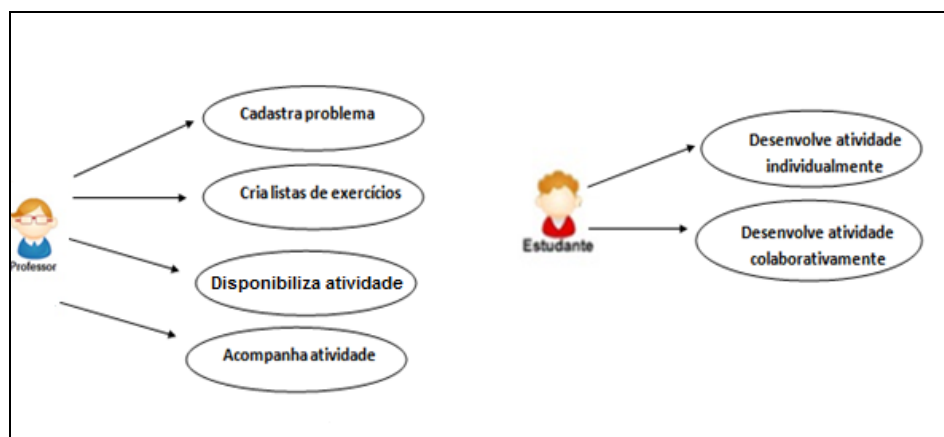 Cadastra problema
Cria listas de exercícios
Professor
Disponibiliza atividade
Acompanha atividade
Desenvolve atividade
individualmente
Estudante
Desenvolve atividade
colaborativamente